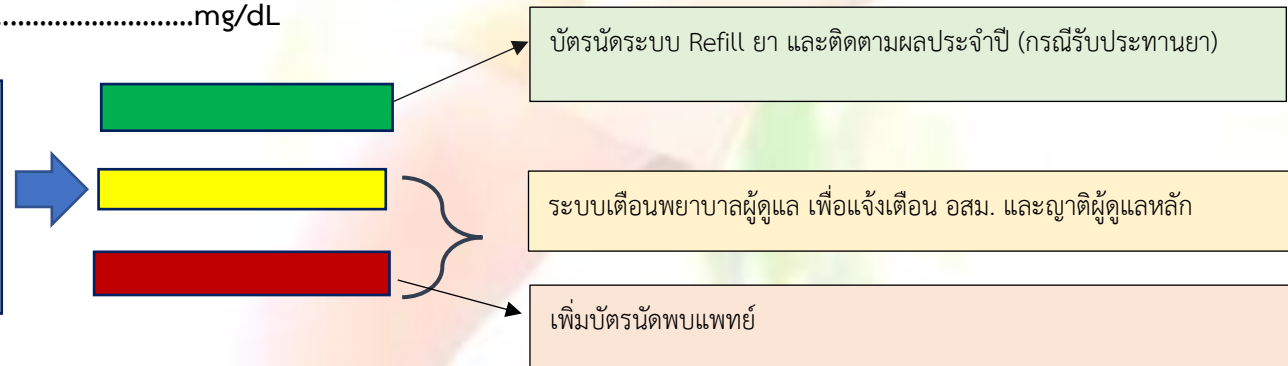 ............................mg/dL
บัตรนัดระบบ Refill ยา และติดตามผลประจำปี (กรณีรับประทานยา)
ระบบเตือนพยาบาลผู้ดูแล เพื่อแจ้งเตือน อสม. และญาติผู้ดูแลหลัก
เพิ่มบัตรนัดพบแพทย์